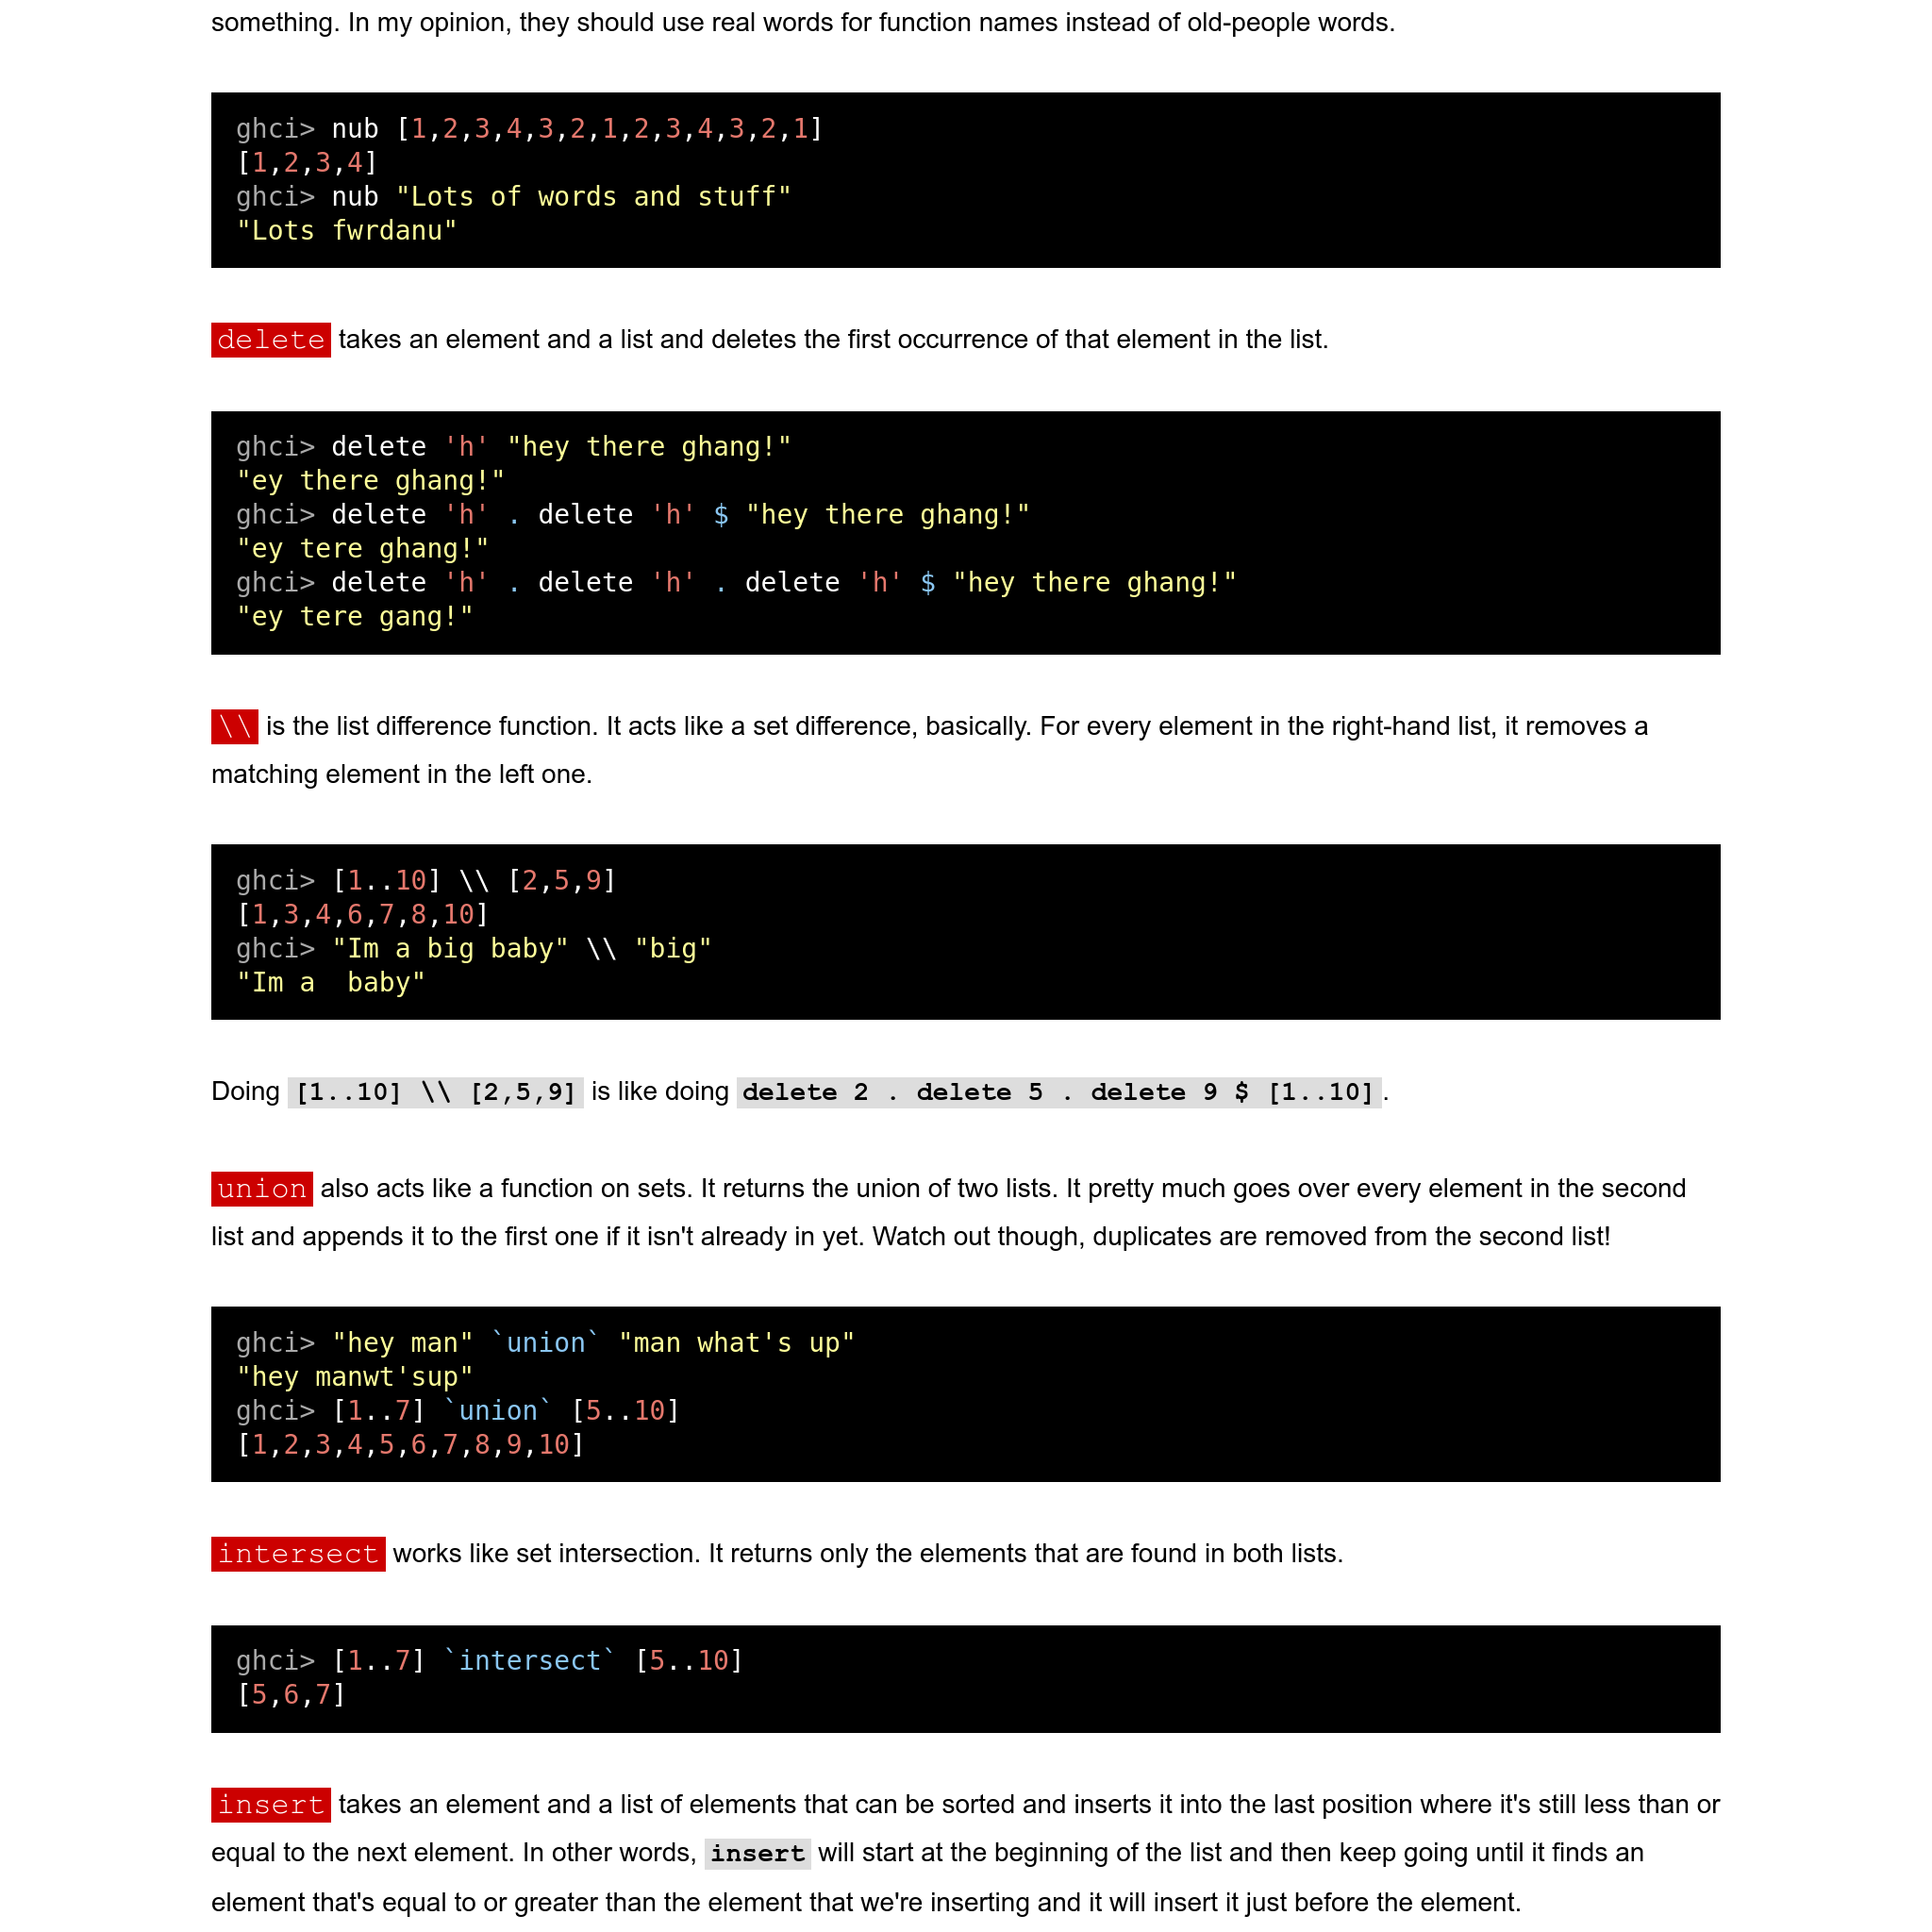 something. In my opinion, they should use real words for function names instead of old-people words.
ghci> nub [1,2,3,4,3,2,1,2,3,4,3,2,1]
[1,2,3,4]
ghci> nub "Lots of words and stuff"
"Lots fwrdanu"
delete takes an element and a list and deletes the first occurrence of that element in the list.
ghci> delete 'h' "hey there ghang!"
"ey there ghang!"
ghci> delete 'h' . delete 'h' $ "hey there ghang!"
"ey tere ghang!"
ghci> delete 'h' . delete 'h' . delete 'h' $ "hey there ghang!"
"ey tere gang!"
\\ is the list difference function. It acts like a set difference, basically. For every element in the right-hand list, it removes a
matching element in the left one.
ghci> [1..10] \\ [2,5,9]
[1,3,4,6,7,8,10]
ghci> "Im a big baby" \\ "big"
"Im a  baby"
Doing [1..10] \\ [2,5,9] is like doing delete 2 . delete 5 . delete 9 $ [1..10].
union also acts like a function on sets. It returns the union of two lists. It pretty much goes over every element in the second
list and appends it to the first one if it isn't already in yet. Watch out though, duplicates are removed from the second list!
ghci> "hey man" `union` "man what's up"
"hey manwt'sup"
ghci> [1..7] `union` [5..10]
[1,2,3,4,5,6,7,8,9,10]
intersect works like set intersection. It returns only the elements that are found in both lists.
ghci> [1..7] `intersect` [5..10]
[5,6,7]
insert takes an element and a list of elements that can be sorted and inserts it into the last position where it's still less than or
equal to the next element. In other words, insert will start at the beginning of the list and then keep going until it finds an
element that's equal to or greater than the element that we're inserting and it will insert it just before the element.